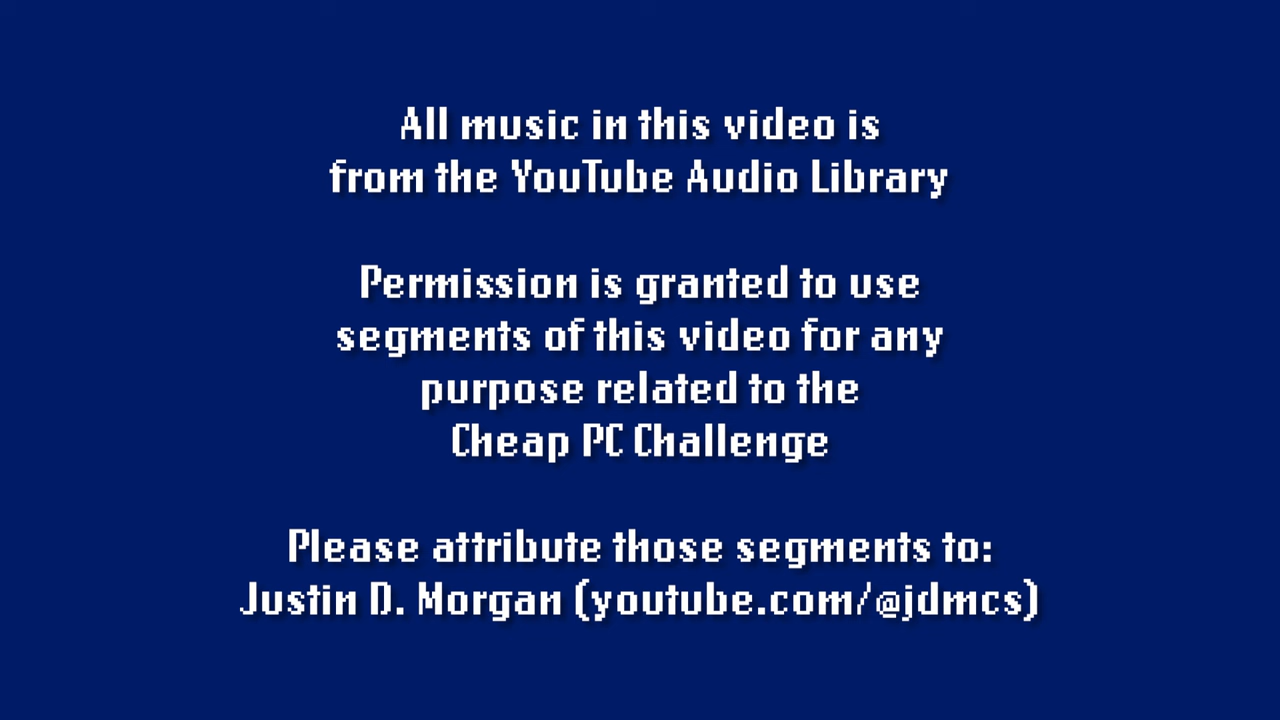 All music in this video is
from the YouTube Audio Library
Permission is granted to use
segments of this video for any
purpose related to the
Cheap PC Challenge
Please attribute those segments to:
Justin D. Morgan (youtube.com/@jdmcs)